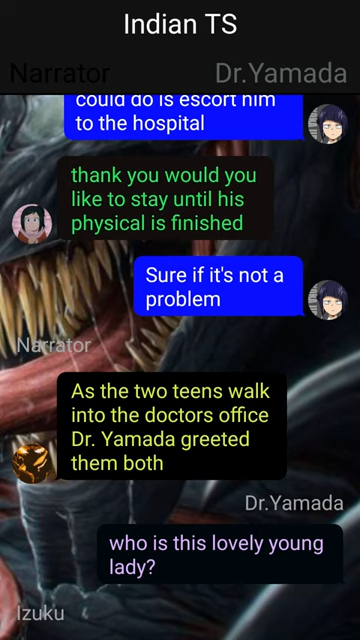 Indian TS
Narrator
Dr.Yamada
could do is escort him
to the hospital
thank you would you
like to stay until his
physical is finished
Sure if it's not a
problem
Narrator
As the two teens walk
into the doctors office
Dr. Yamada greeted
them both
Dr.Yamada
who is this lovely young
lady?
Izuku